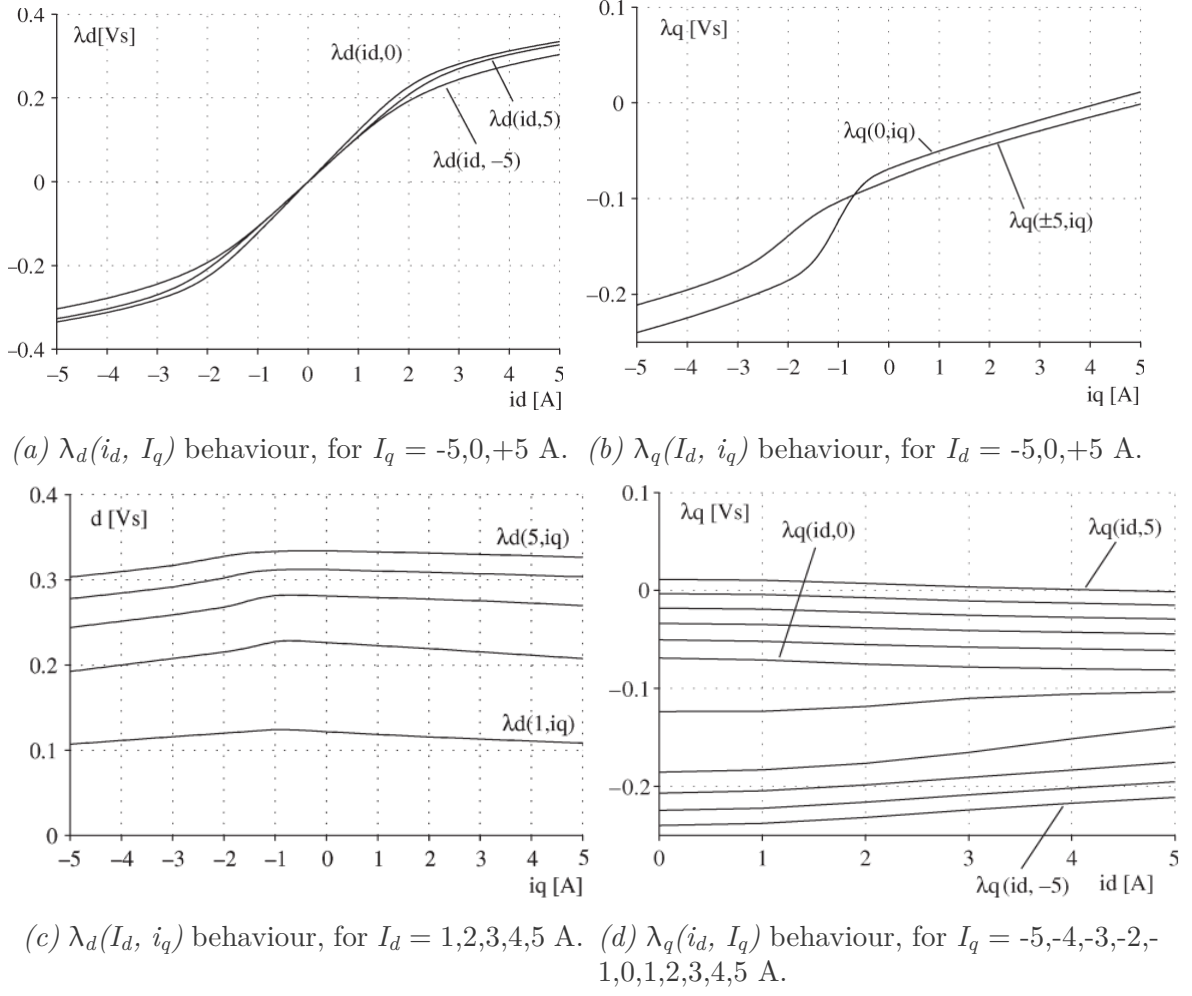 λd[Vs]
λd(id,0)
λd(id,5)
λd(id, −5)
0.4
0.2
0
−0.2
−0.4
−5 −4 −3 −2 −1 0 1 2 3 4 5
id [A]
λq [Vs]
λq(0,iq)
λq(±5,iq)
0.1
0
−0.1
−0.2
−5 −4 −3 −2 −1 0 1 2 3 4 5
iq [A]
(a) λd(id, Iq) behaviour, for Iq = -5,0,+5 A.
(b) λq(Id, iq) behaviour, for Id = -5,0,+5 A.
d [Vs]
λd(5,iq)
λd(1,iq)
0.4
0.3
0.2
0.1
0
−5 −4 −3 −2 −1 0 1 2 3 4 5
iq [A]
λq [Vs]
λq(id,0)
λq(id,5)
λq(id, −5)
0.1
0
−0.1
−0.2
0 1 2 3 4 5
id [A]
(c) λd(Id, iq) behaviour, for Id = 1,2,3,4,5 A.
(d) λq(id, Iq) behaviour, for Iq = -5,-4,-3,-2,-
1,0,1,2,3,4,5 A.